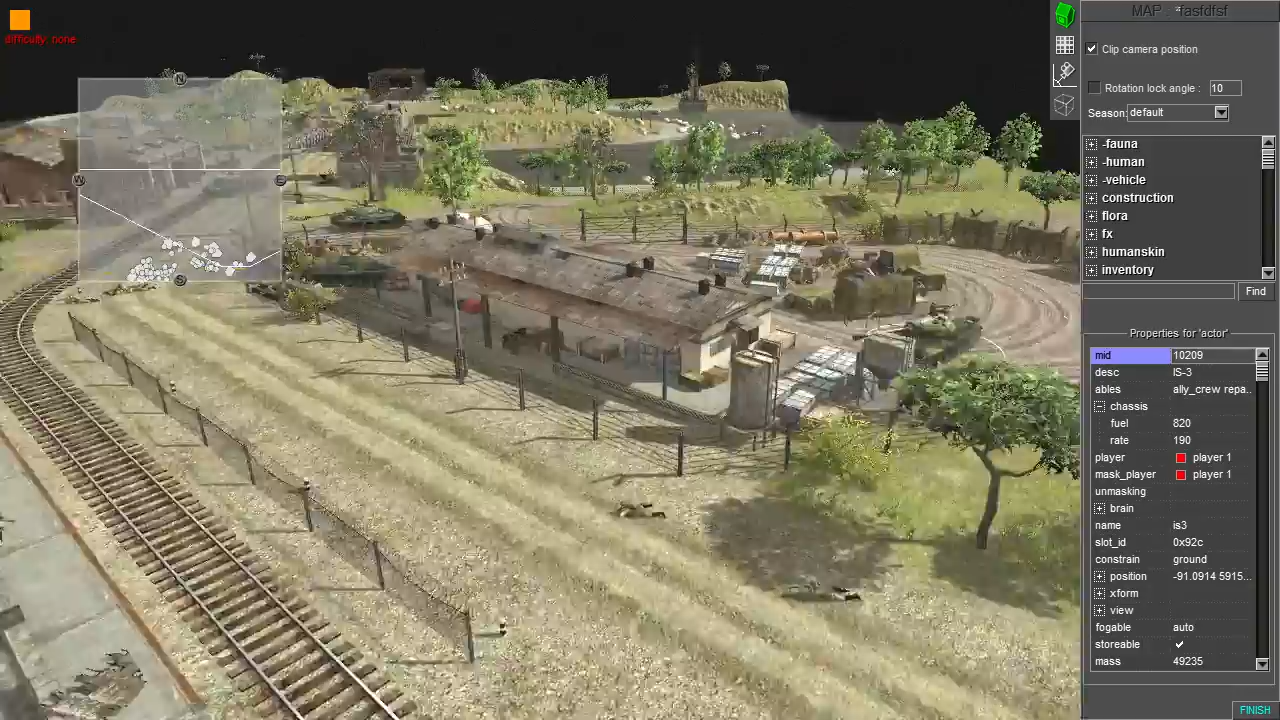 MAP : fasfdfsf
difficulty: none
Clip camera position
Rotation lock angle : 10
Season: default
N
W
E
S
-fauna
-human
-vehicle
construction
flora
fx
humanskin
inventory
Find
Properties for 'actor'
mid 10209
desc IS-3
ables ally_crew repa..
chassis
fuel 820
rate 190
player player 1
mask_player player 1
unmasking
brain
name is3
slot_id 0x92c
constrain ground
position -91.0914 5915...
xform
view
fogable auto
storeable
mass 49235
FINISH